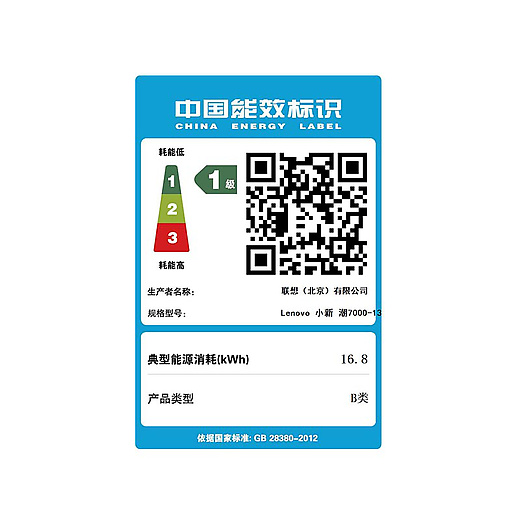 中国能效标识
CHINA ENERGY LABEL
耗能低
1
2
3
耗能高
1级
生产者名称: 联想（北京）有限公司
规格型号: Lenovo 小新 潮7000-13
典型能源消耗(kWh) 16.8
产品类型 B类
依据国家标准: GB 28380-2012